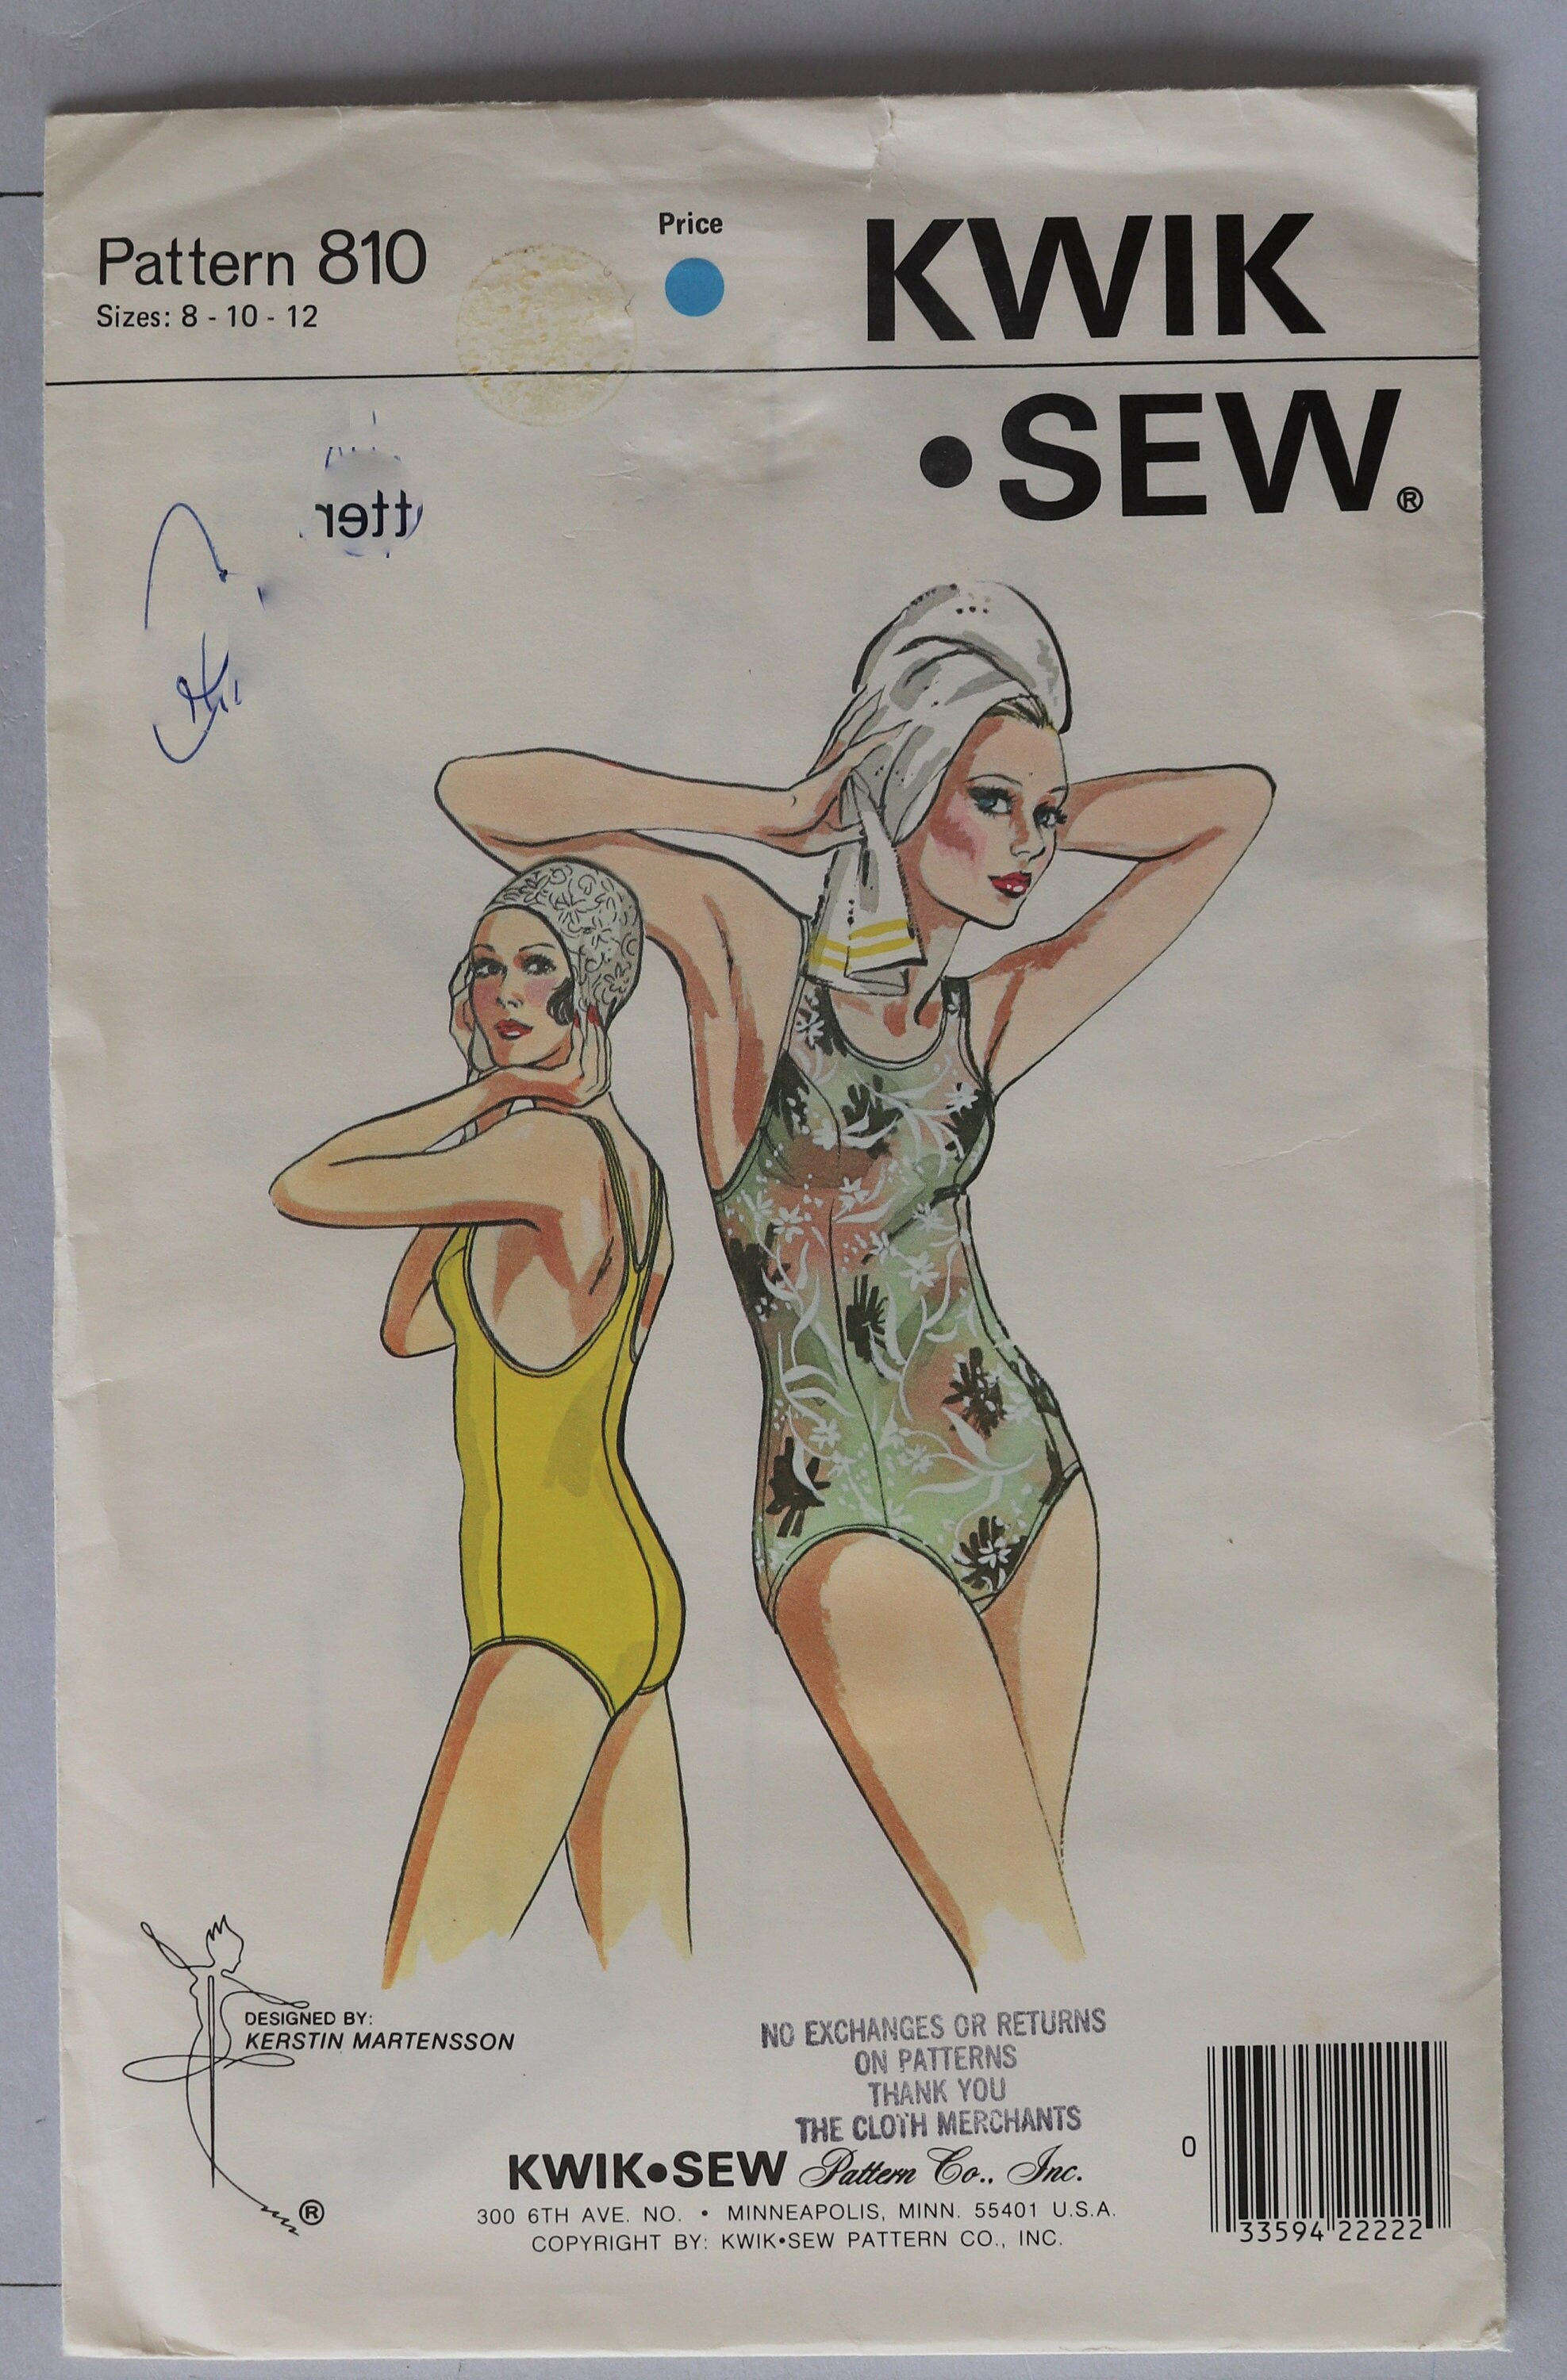 Pattern 810
Sizes: 8 - 10 - 12
Price
KWIK
•SEW®
DESIGNED BY:
KERSTIN MARTENSSON
®
NO EXCHANGES OR RETURNS
ON PATTERNS
THANK YOU
THE CLOTH MERCHANTS
KWIK•SEW Pattern Co., Inc.
300 6TH AVE. NO. • MINNEAPOLIS, MINN. 55401 U.S.A.
COPYRIGHT BY: KWIK•SEW PATTERN CO., INC.
0 33594 22222